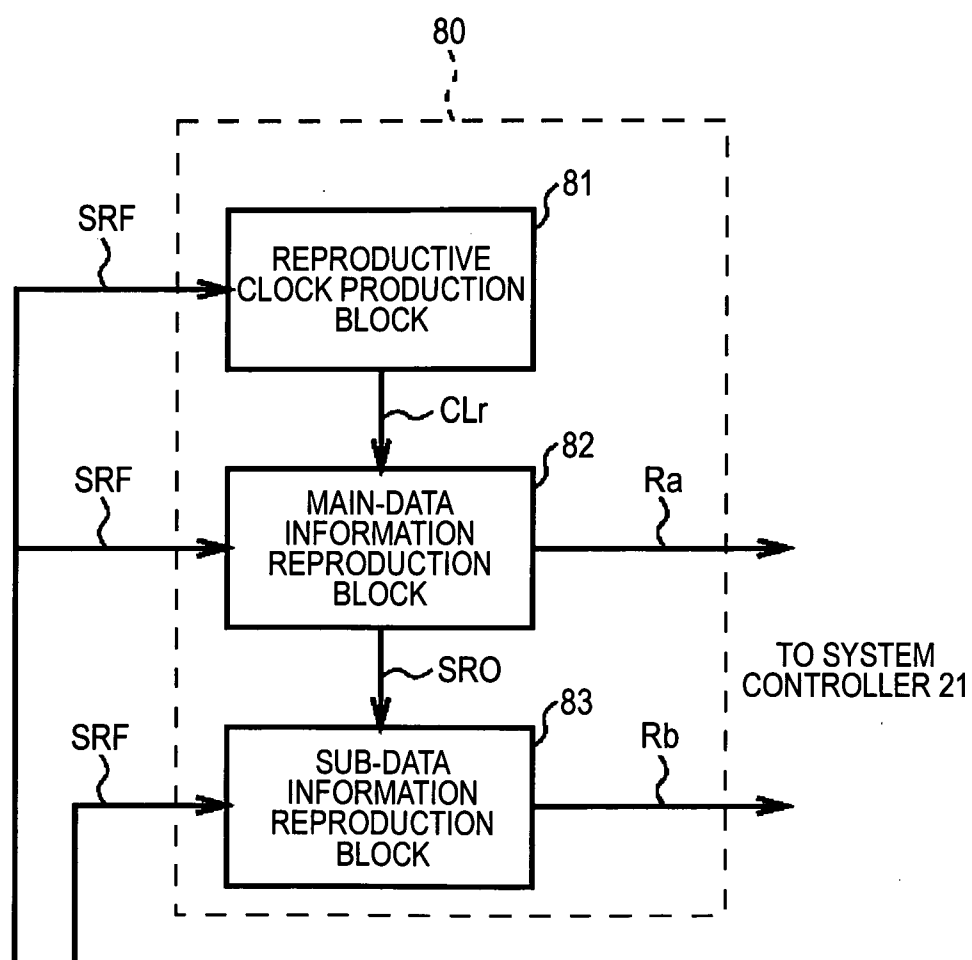 80
81
SRF
REPRODUCTIVE
CLOCK PRODUCTION
BLOCK
CLr
82
SRF
Ra
MAIN-DATA
INFORMATION
REPRODUCTION
BLOCK
SRO
TO SYSTEM
CONTROLLER 21
83
SRF
Rb
SUB-DATA
INFORMATION
REPRODUCTION
BLOCK